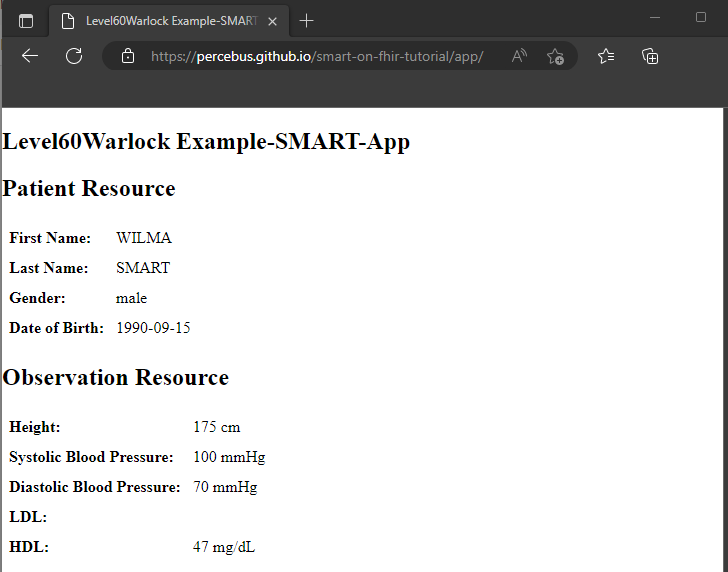 Level60Warlock Example-SMART
https://percebus.github.io/smart-on-fhir-tutorial/app/
Level60Warlock Example-SMART-App
Patient Resource
First Name: WILMA
Last Name: SMART
Gender: male
Date of Birth: 1990-09-15
Observation Resource
Height: 175 cm
Systolic Blood Pressure: 100 mmHg
Diastolic Blood Pressure: 70 mmHg
LDL:
HDL: 47 mg/dL